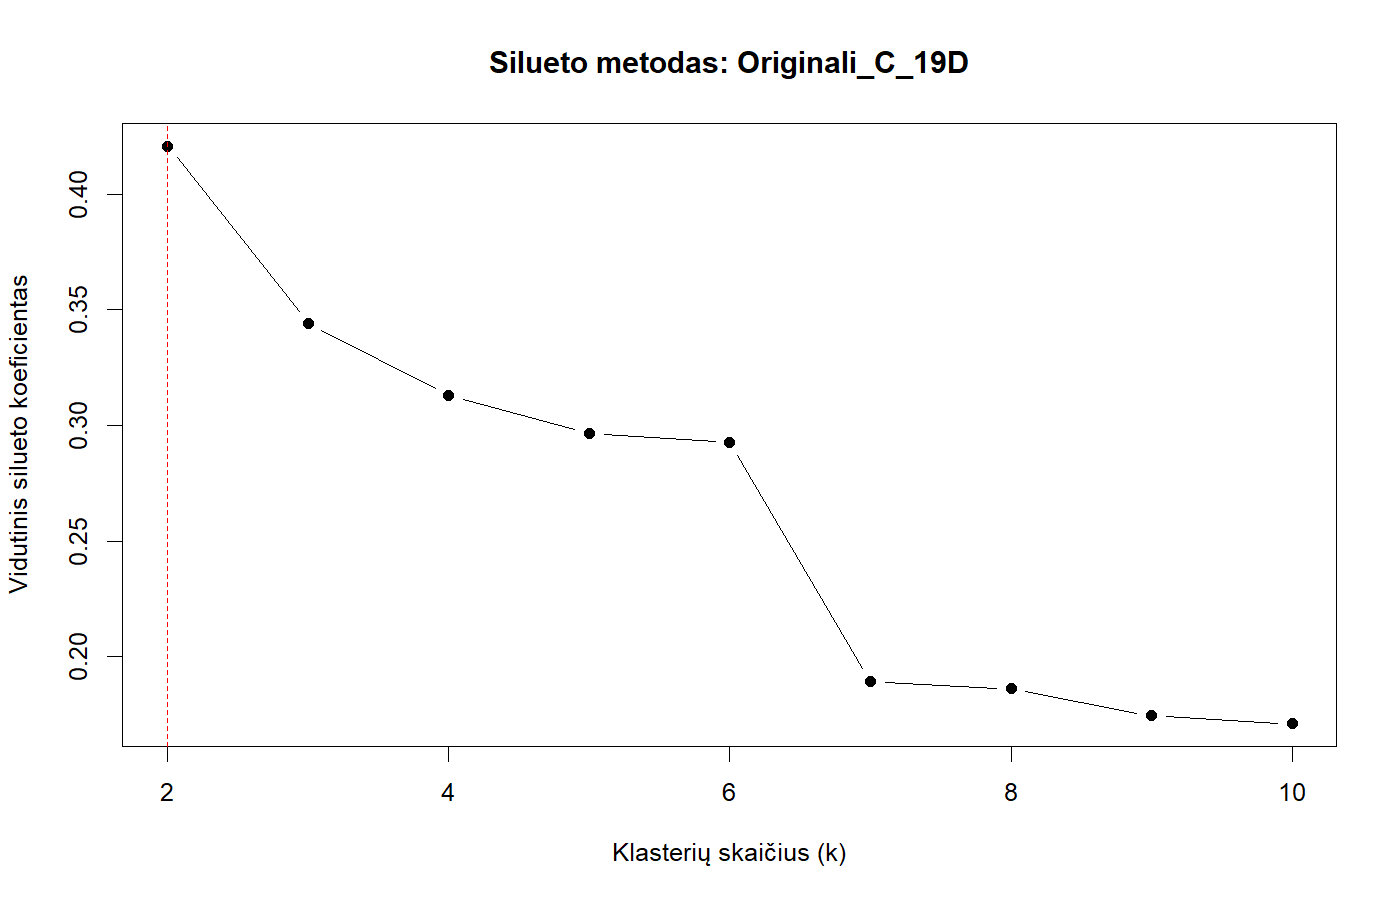 Silueto metodas: Originali_C_19D
Vidutinis silueto koeficientas
0.40
0.35
0.30
0.25
0.20
2 4 6 8 10
Klasterių skaičius (k)